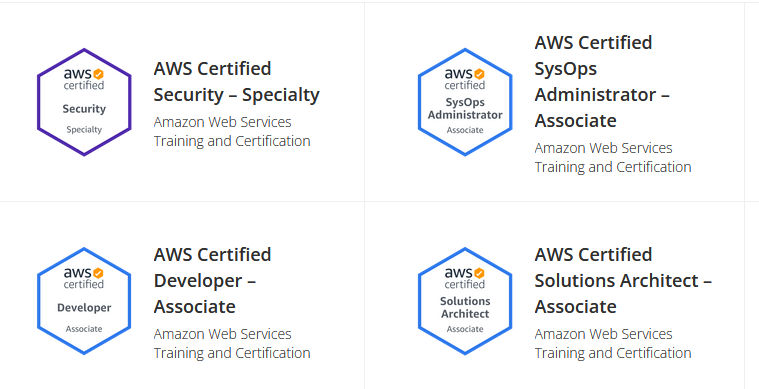 aws
certified
Security
Specialty
AWS Certified
Security – Specialty
Amazon Web Services
Training and Certification
aws
certified
SysOps
Administrator
Associate
AWS Certified
SysOps
Administrator –
Associate
Amazon Web Services
Training and Certification
aws
certified
Developer
Associate
AWS Certified
Developer –
Associate
Amazon Web Services
Training and Certification
aws
certified
Solutions
Architect
Associate
AWS Certified
Solutions Architect –
Associate
Amazon Web Services
Training and Certification